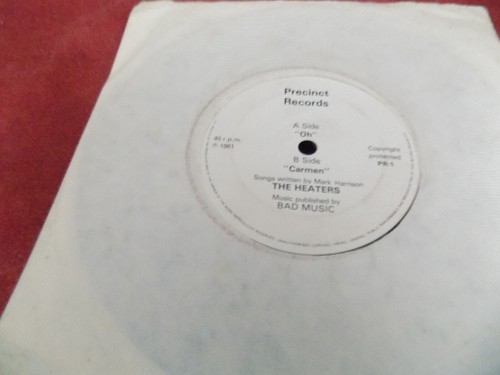 Precinct
Records
A Side
"Oh"
45 r.p.m.
℗ 1981
Copyright
protected
PR-1
B Side
"Carmen"
Songs written by Mark Harrison
THE HEATERS
Music published by
BAD MUSIC